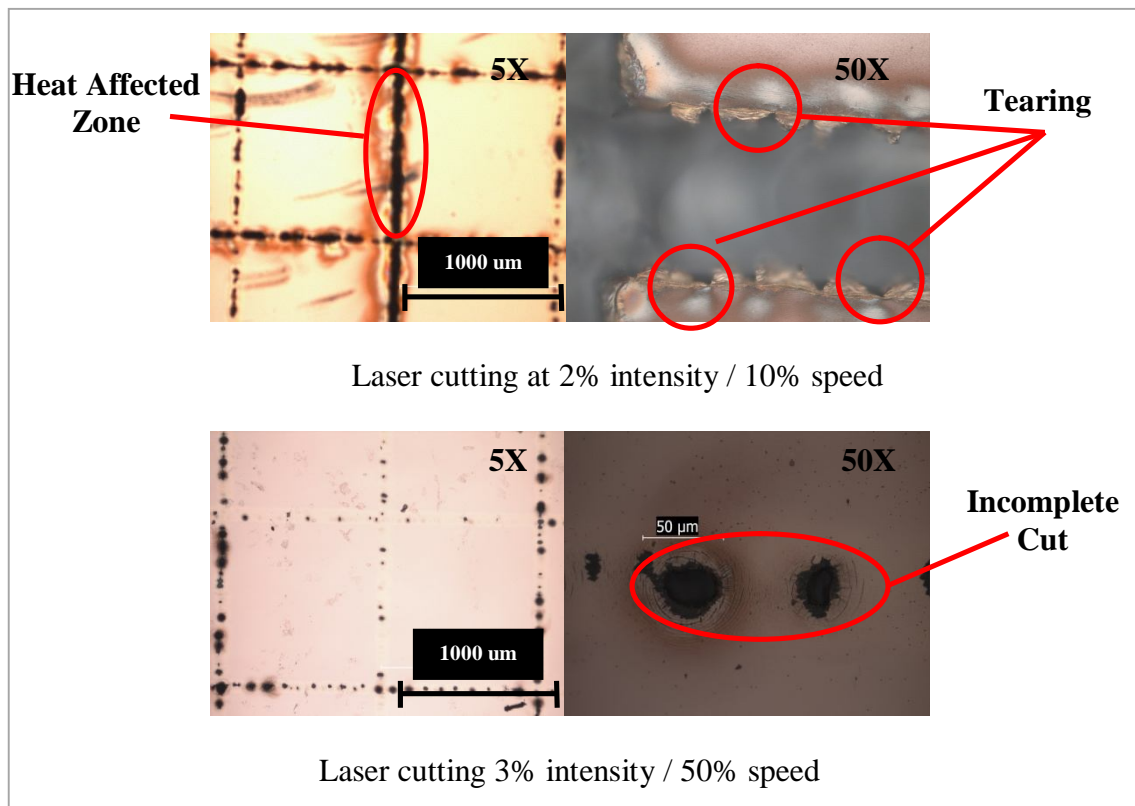 Heat Affected
Zone
5X
50X
Tearing
1000 um
Laser cutting at 2% intensity / 10% speed
5X
50X
Incomplete
Cut
50 µm
1000 um
Laser cutting 3% intensity / 50% speed